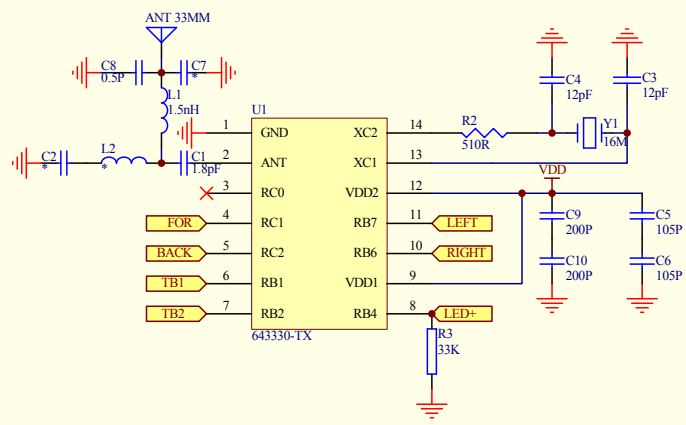 ANT 33MM
C8
0.5P
C7
*
L1
1.5nH
C2
*
L2
*
C1
1.8pF
U1
1 GND
2 ANT
3 RC0
FOR 4 RC1
BACK 5 RC2
TB1 6 RB1
TB2 7 RB2
XC2 14
XC1 13
VDD2 12
RB7 11 LEFT
RB6 10 RIGHT
VDD1 9
RB4 8 LED+
643330-TX
R2
510R
C4
12pF
C3
12pF
Y1
16M
VDD
C9
200P
C10
200P
C5
105P
C6
105P
R3
33K